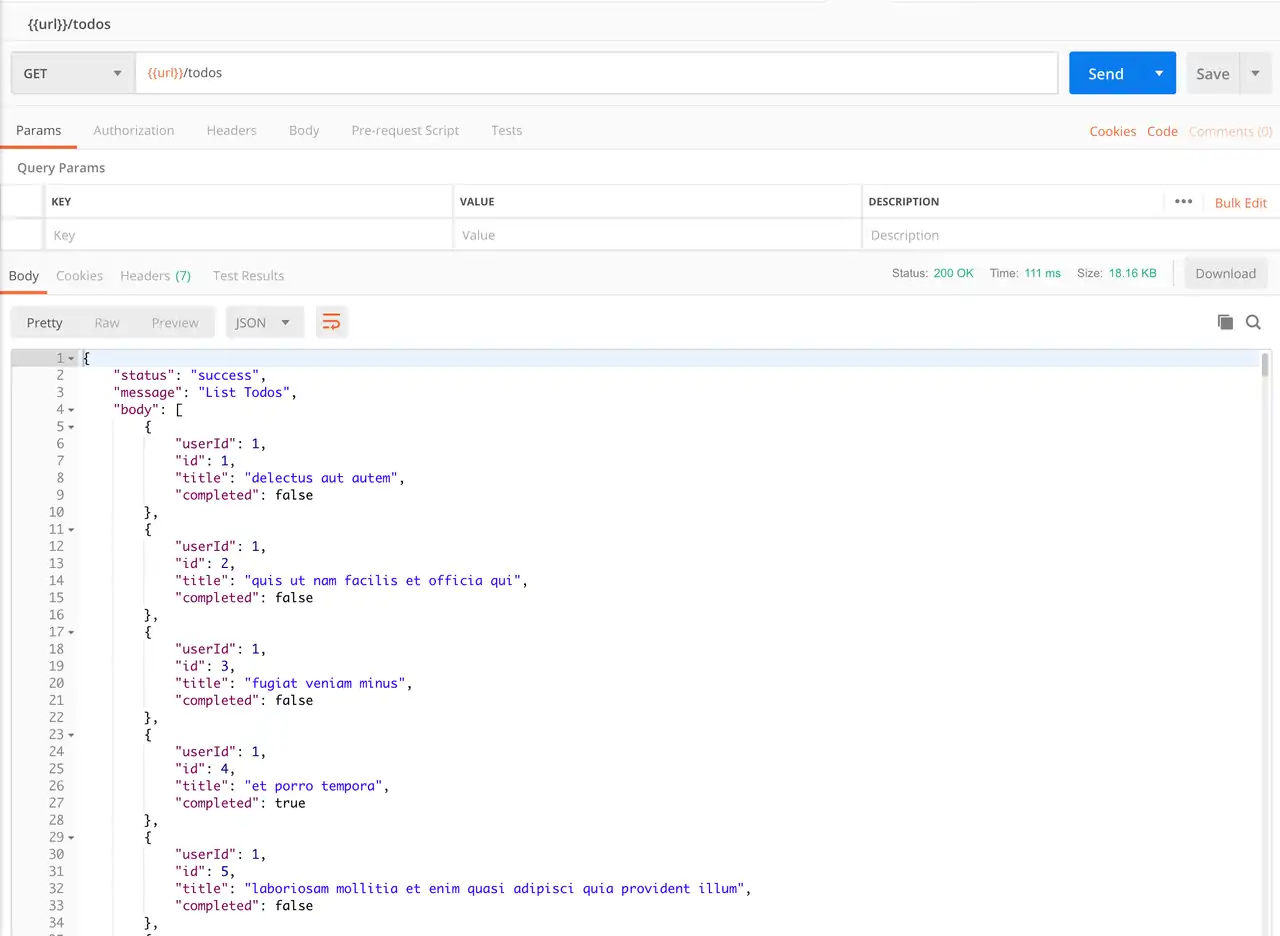 {{url}}/todos
GET {{url}}/todos Send Save
Params Authorization Headers Body Pre-request Script Tests Cookies Code Comments (0)
Query Params
KEY VALUE DESCRIPTION ••• Bulk Edit
Key Value Description
Body Cookies Headers (7) Test Results Status: 200 OK Time: 111 ms Size: 18.16 KB Download
Pretty Raw Preview JSON
1 {
2 "status": "success",
3 "message": "List Todos",
4 "body": [
5 {
6 "userId": 1,
7 "id": 1,
8 "title": "delectus aut autem",
9 "completed": false
10 },
11 {
12 "userId": 1,
13 "id": 2,
14 "title": "quis ut nam facilis et officia qui",
15 "completed": false
16 },
17 {
18 "userId": 1,
19 "id": 3,
20 "title": "fugiat veniam minus",
21 "completed": false
22 },
23 {
24 "userId": 1,
25 "id": 4,
26 "title": "et porro tempora",
27 "completed": true
28 },
29 {
30 "userId": 1,
31 "id": 5,
32 "title": "laboriosam mollitia et enim quasi adipisci quia provident illum",
33 "completed": false
34 },